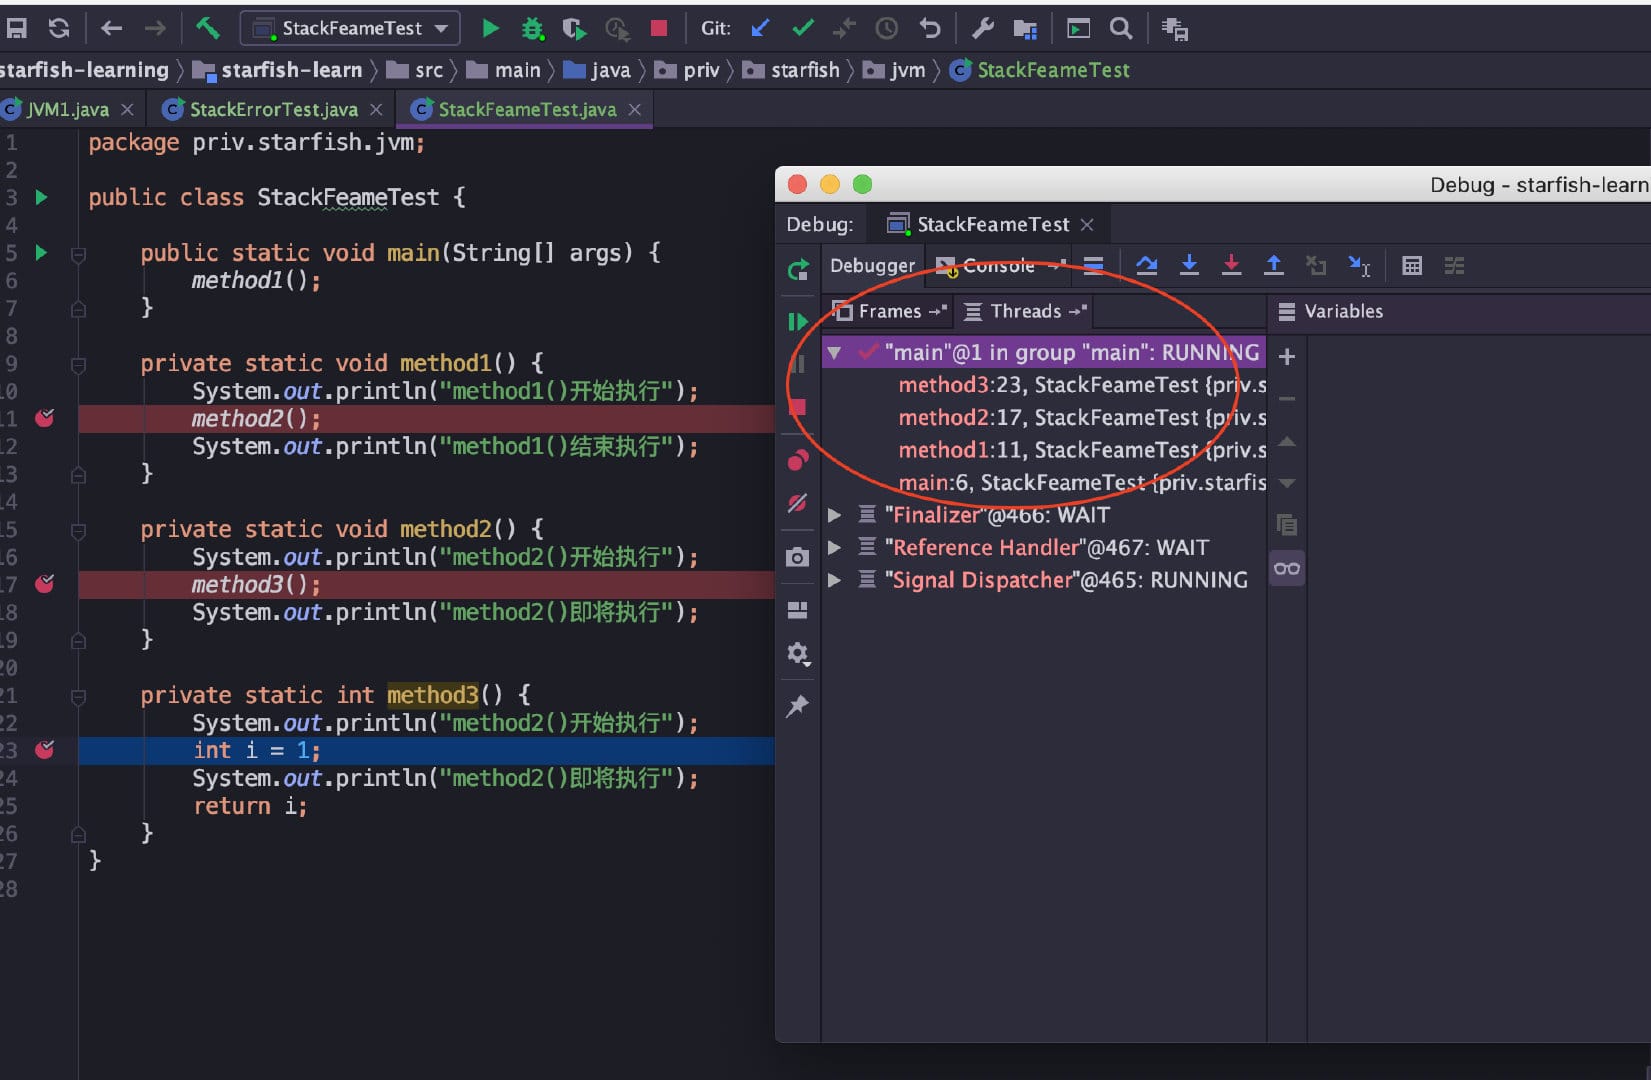 StackFeameTest
Git:
starfish-learning
starfish-learn
src
main
java
priv
starfish
jvm
StackFeameTest
JVM1.java
StackErrorTest.java
StackFeameTest.java
1 package priv.starfish.jvm;
2
3 public class StackFeameTest {
4
5 public static void main(String[] args) {
6 method1();
7 }
8
9 private static void method1() {
10 System.out.println("method1()开始执行");
11 method2();
12 System.out.println("method1()结束执行");
13 }
14
15 private static void method2() {
16 System.out.println("method2()开始执行");
17 method3();
18 System.out.println("method2()即将执行");
19 }
20
21 private static int method3() {
22 System.out.println("method2()开始执行");
23 int i = 1;
24 System.out.println("method2()即将执行");
25 return i;
26 }
27 }
28
Debug - starfish-learn
Debug:
StackFeameTest
Debugger
Console
Frames
Threads
Variables
"main"@1 in group "main": RUNNING
method3:23, StackFeameTest {priv.s
method2:17, StackFeameTest {priv.s
method1:11, StackFeameTest {priv.s
main:6, StackFeameTest {priv.starfis
"Finalizer"@466: WAIT
"Reference Handler"@467: WAIT
"Signal Dispatcher"@465: RUNNING